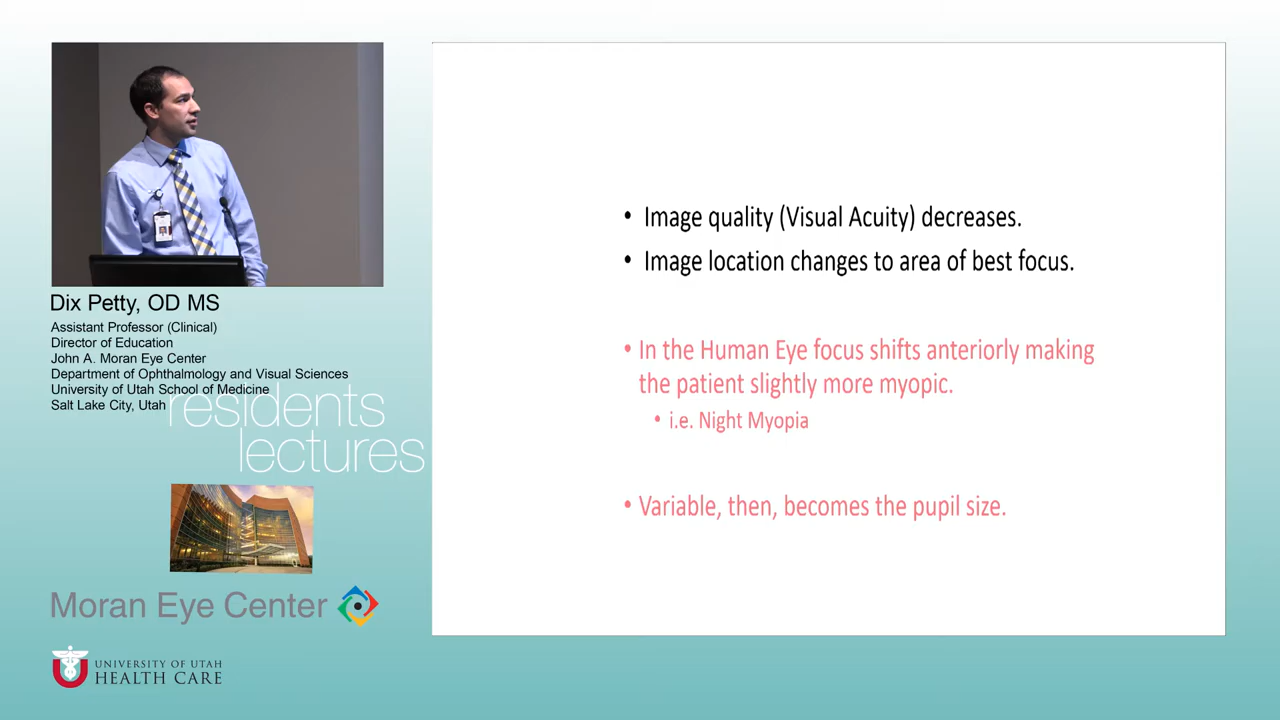 • Image quality (Visual Acuity) decreases.
• Image location changes to area of best focus.
• In the Human Eye focus shifts anteriorly making
the patient slightly more myopic.
• i.e. Night Myopia
• Variable, then, becomes the pupil size.
Dix Petty, OD MS
Assistant Professor (Clinical)
Director of Education
John A. Moran Eye Center
Department of Ophthalmology and Visual Sciences
University of Utah School of Medicine
Salt Lake City, Utah
residents
lectures
Moran Eye Center
UNIVERSITY OF UTAH
HEALTH CARE